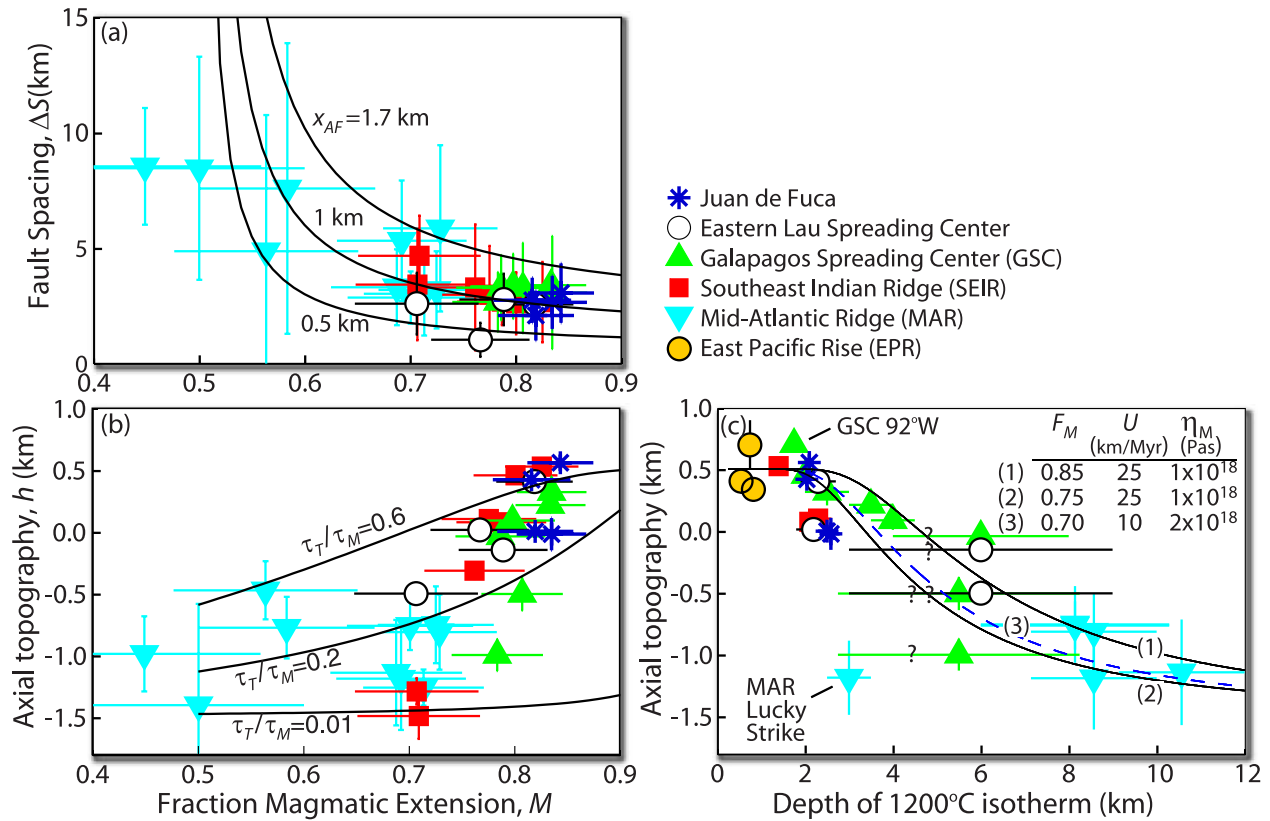 (a)
Fault Spacing, ΔS(km)
15
10
5
0
x_AF=1.7 km
1 km
0.5 km
0.4 0.5 0.6 0.7 0.8 0.9
Juan de Fuca
Eastern Lau Spreading Center
Galapagos Spreading Center (GSC)
Southeast Indian Ridge (SEIR)
Mid-Atlantic Ridge (MAR)
East Pacific Rise (EPR)
(b)
Axial topography, h (km)
1.0
0.5
0.0
-0.5
-1.0
-1.5
τ_T/τ_M=0.6
τ_T/τ_M=0.2
τ_T/τ_M=0.01
0.4 0.5 0.6 0.7 0.8 0.9
Fraction Magmatic Extension, M
(c)
Axial topography (km)
1.0
0.5
0.0
-0.5
-1.0
-1.5
GSC 92°W
F_M U η_M
(km/Myr) (Pas)
(1) 0.85 25 1x10^18
(2) 0.75 25 1x10^18
(3) 0.70 10 2x10^18
?
?
? ?
?
(3)
(1)
(2)
MAR
Lucky
Strike
0 2 4 6 8 10 12
Depth of 1200°C isotherm (km)